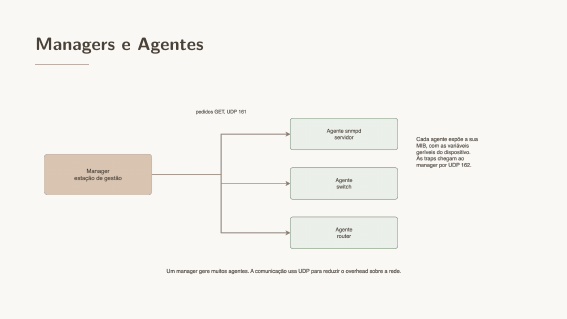 Managers e Agentes
pedidos GET, UDP 161
Agente snmpd
servidor
Cada agente expõe a sua
MIB, com as variáveis
geríveis do dispositivo.
As traps chegam ao
manager por UDP 162.
Manager
estação de gestão
Agente
switch
Agente
router
Um manager gere muitos agentes. A comunicação usa UDP para reduzir o overhead sobre a rede.